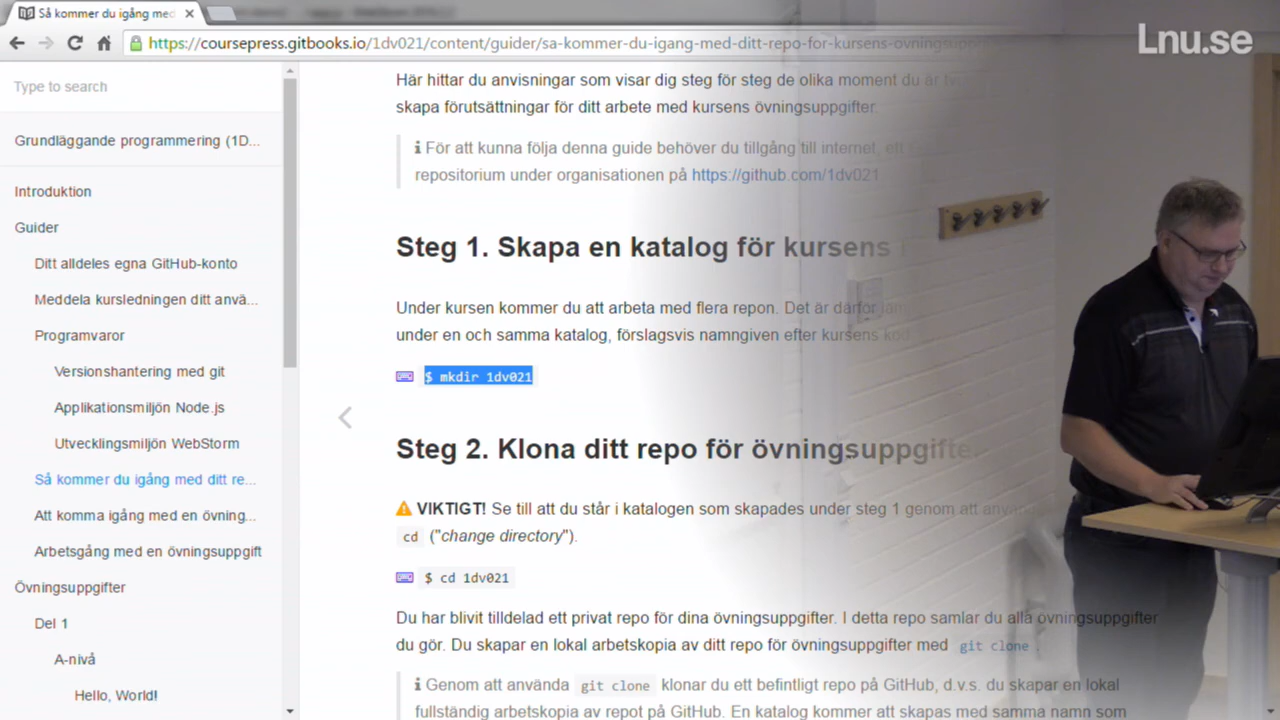 Så kommer du igång med
https://coursepress.gitbooks.io/1dv021/content/guider/sa-kommer-du-igang-med-ditt-repo-for-kursens-ovningsuppg
Lnu.se
Type to search
Grundläggande programmering (1D...
Introduktion
Guider
Ditt alldeles egna GitHub-konto
Meddela kursledningen ditt anvä...
Programvaror
Versionshantering med git
Applikationsmiljön Node.js
Utvecklingsmiljön WebStorm
Så kommer du igång med ditt re...
Att komma igång med en övning...
Arbetsgång med en övningsuppgift
Övningsuppgifter
Del 1
A-nivå
Hello, World!
Här hittar du anvisningar som visar dig steg för steg de olika moment du är
skapa förutsättningar för ditt arbete med kursens övningsuppgifter.
För att kunna följa denna guide behöver du tillgång till internet, ett
repositorium under organisationen på https://github.com/1dv021
Steg 1. Skapa en katalog för kursens
Under kursen kommer du att arbeta med flera repon. Det är därför
under en och samma katalog, förslagsvis namngiven efter kursens kod
$ mkdir 1dv021
Steg 2. Klona ditt repo för övningsuppgifter
VIKTIGT! Se till att du står i katalogen som skapades under steg 1 genom att
cd ("change directory").
$ cd 1dv021
Du har blivit tilldelad ett privat repo för dina övningsuppgifter. I detta repo samlar du alla övningsuppgifter
du gör. Du skapar en lokal arbetskopia av ditt repo för övningsuppgifter med git clone .
Genom att använda git clone klonar du ett befintligt repo på GitHub, d.v.s. du skapar en lokal
fullständig arbetskopia av repot på GitHub. En katalog kommer att skapas med samma namn som